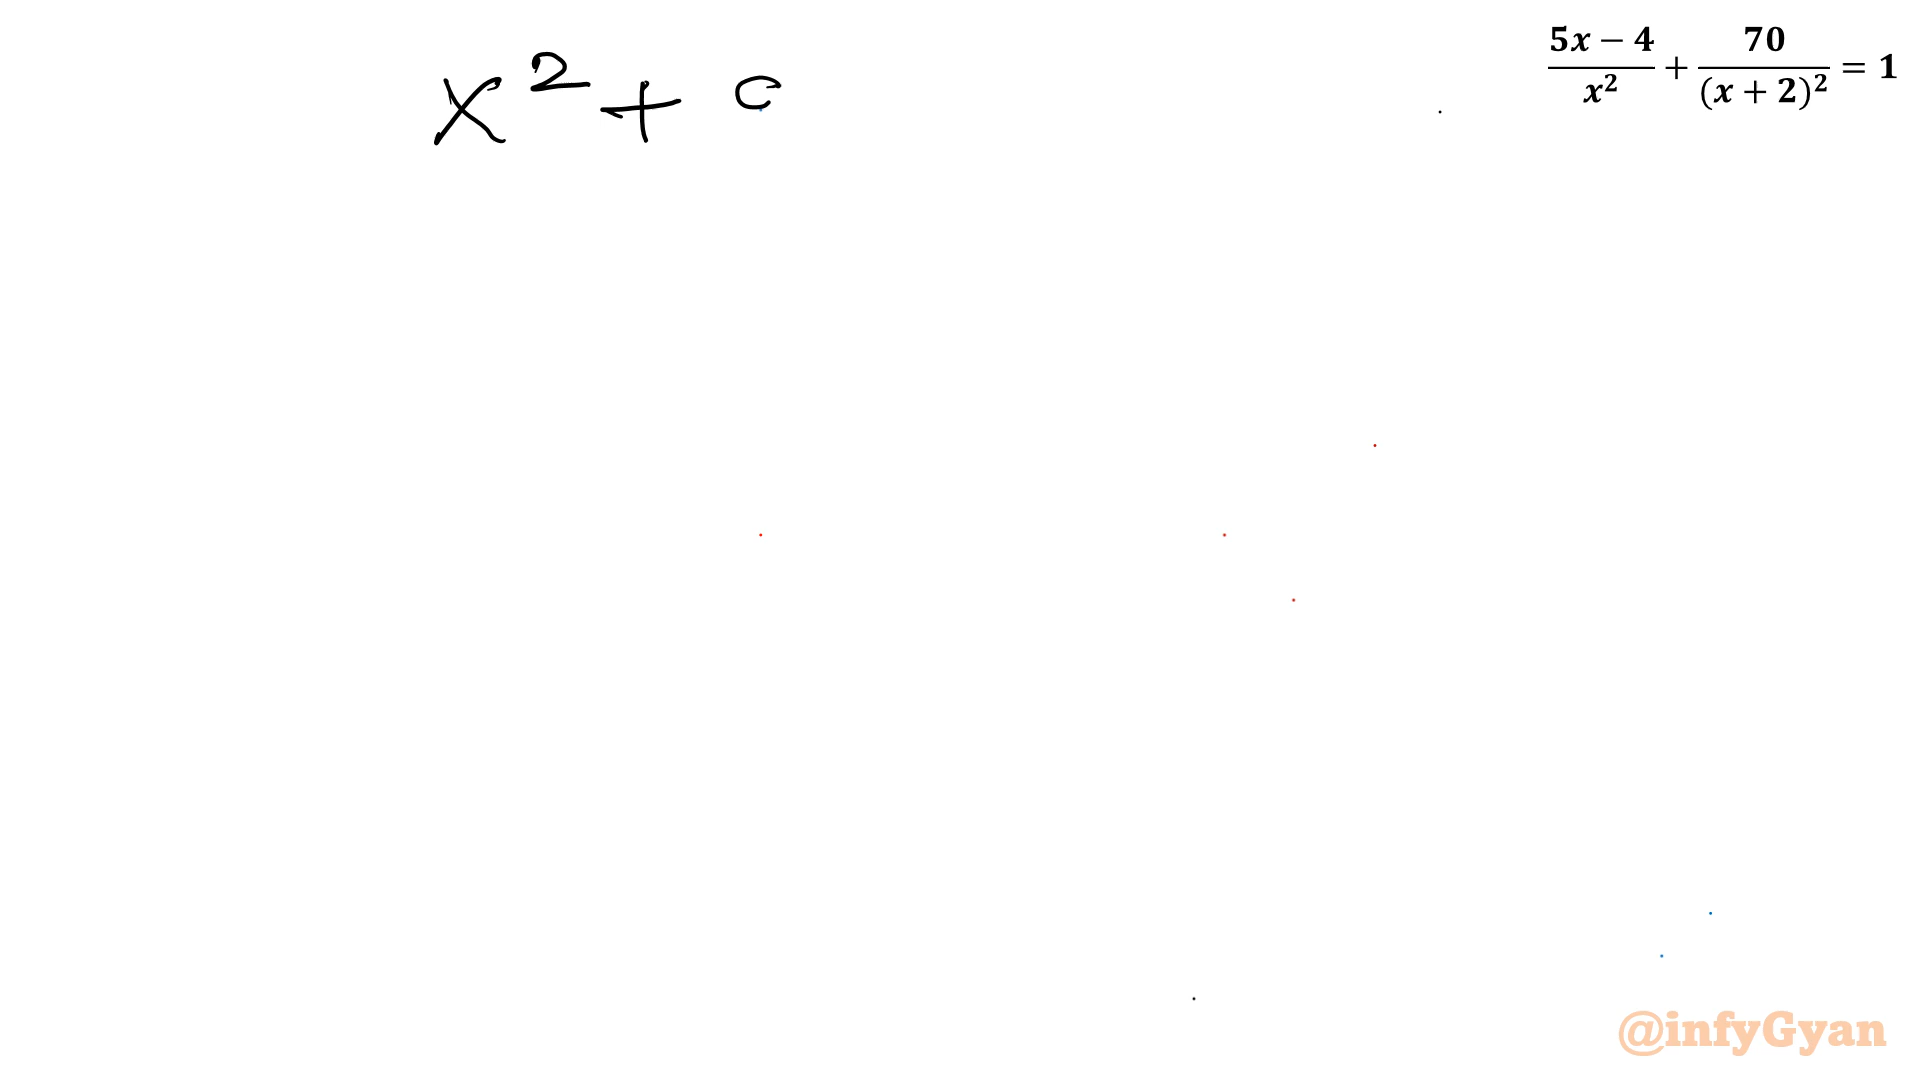 x² + c
(5x − 4)/x² + 70/(x + 2)² = 1
@infyGyan